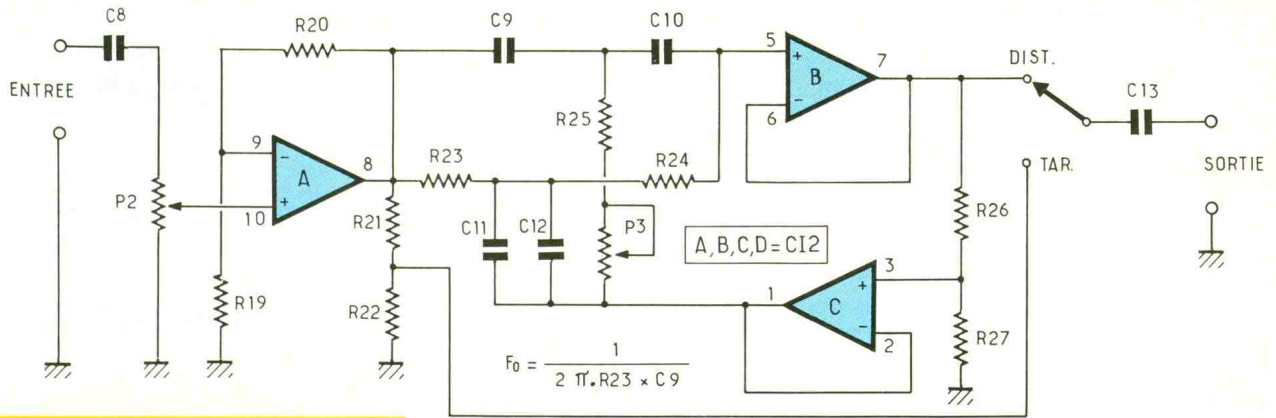 C8
R20
C9
C10
5
+
B
7
-
6
DIST.
C13
ENTREE
R25
9
-
A
8
+
10
R23
R24
TAR.
SORTIE
P2
R21
C11
C12
P3
A,B,C,D=CI2
R26
R19
R22
1
C
3
+
-
2
R27
F0 = 1
2 π.R23 × C9